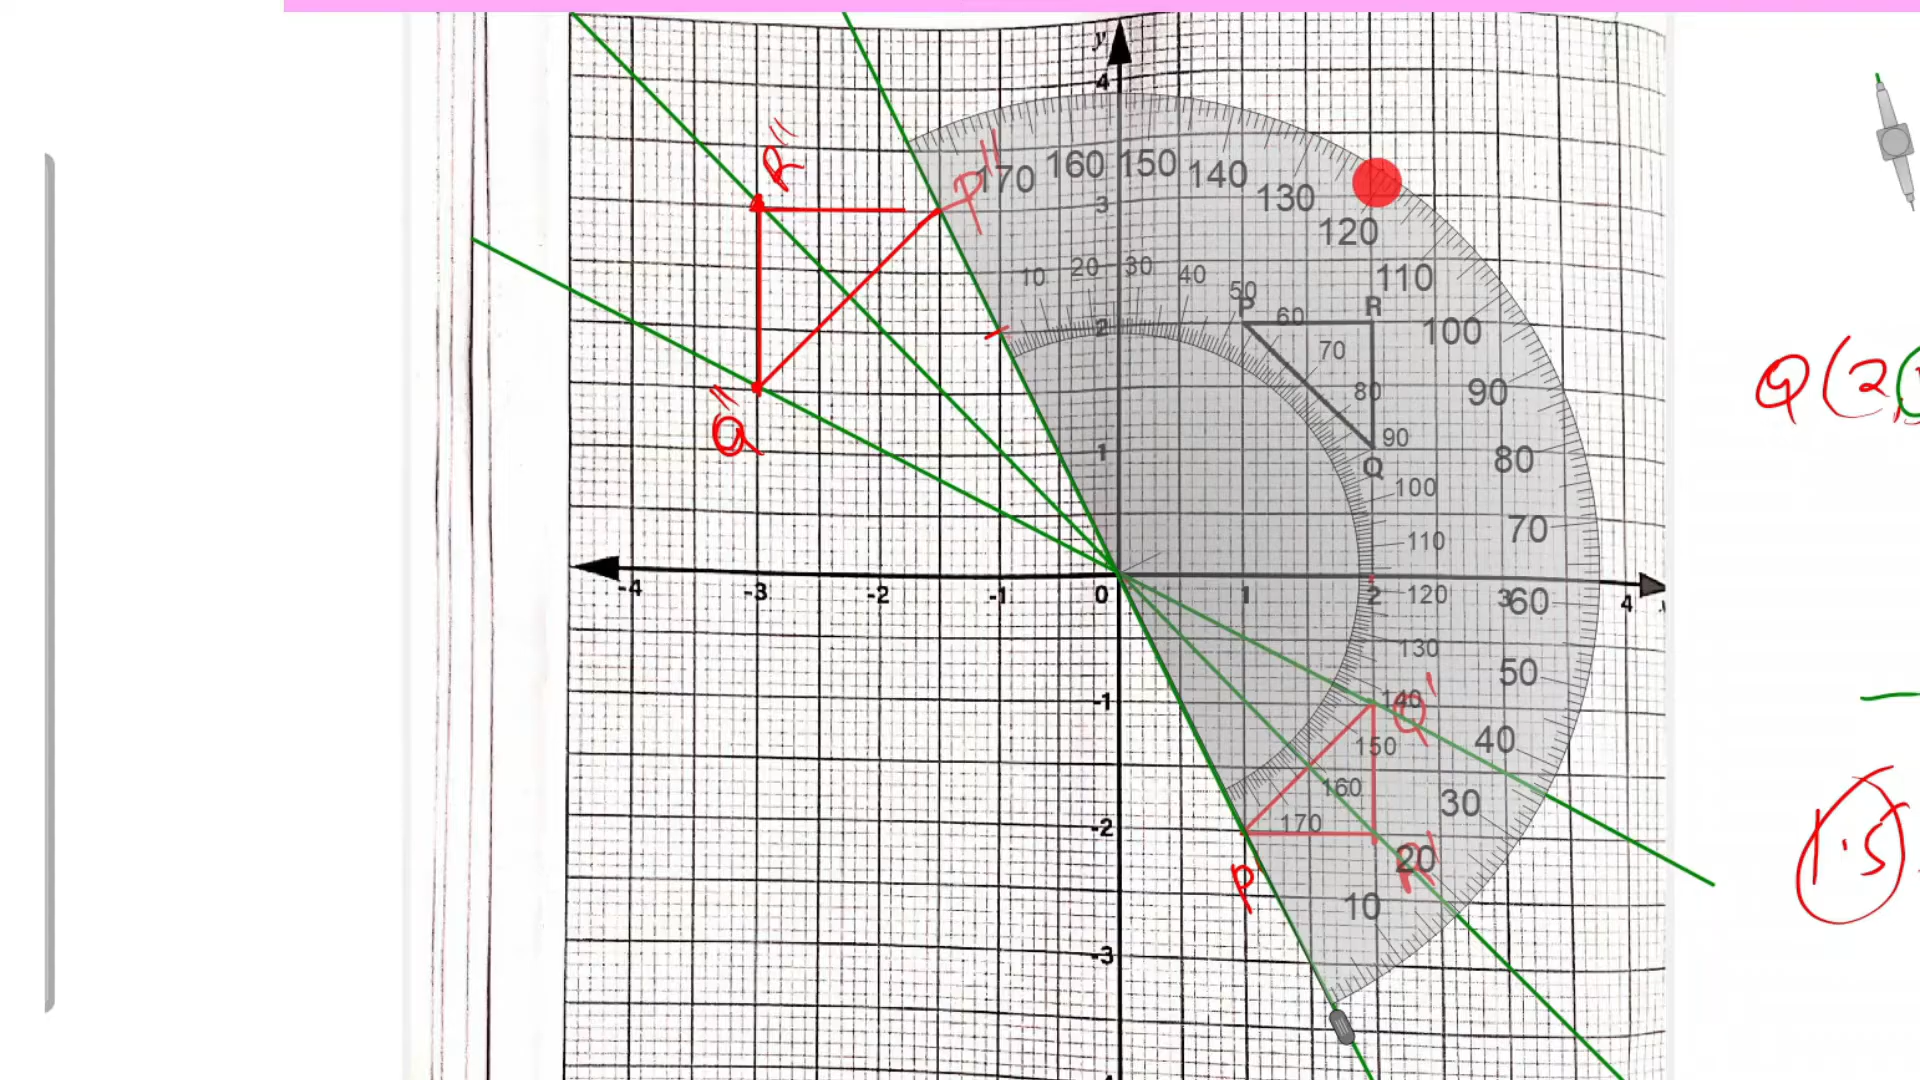 y
4
R''
P''
170 160 150 140 130 120 110 100 90 80 70 60 50 40 30 20 10
3
10 20 30 40 50 60 70 80 90 100 110 120 130 140 150 160 170
P R
2
Q(2,
Q''
1
Q
-4 -3 -2 -1 0 1 2 3 4
-1
Q'
-2
R'
P'
1.5
-3